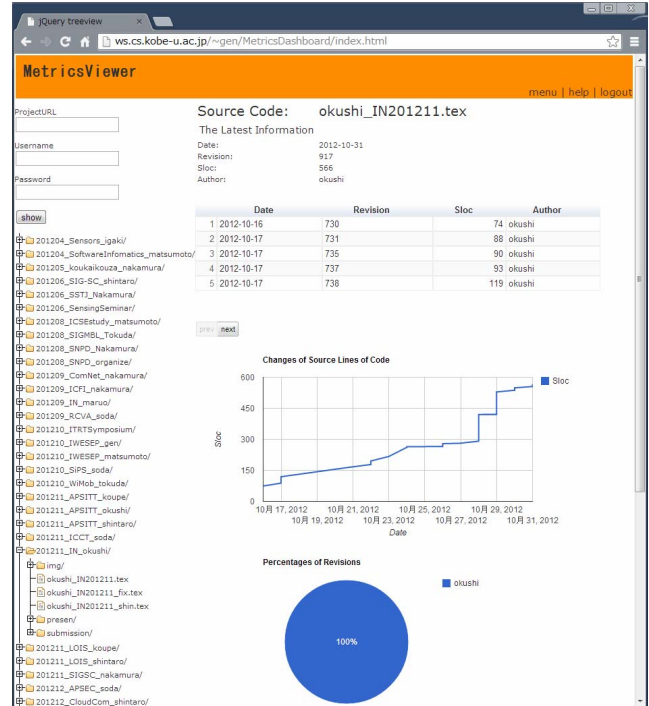 jQuery treeview
ws.cs.kobe-u.ac.jp/~gen/MetricsDashboard/index.html
MetricsViewer
menu | help | logout
ProjectURL
Username
Password
show
201204_Sensors_igaki/
201204_SoftwareInfomatics_matsumoto/
201205_koukaikouza_nakamura/
201206_SIG-SC_shintaro/
201206_SSTJ_Nakamura/
201206_SensingSeminar/
201208_ICSEstudy_matsumoto/
201208_SIGMBL_Tokuda/
201208_SNPD_Nakamura/
201208_SNPD_organize/
201209_ComNet_nakamura/
201209_ICFI_nakamura/
201209_IN_maruo/
201209_RCVA_soda/
201210_ITRTSymposium/
201210_IWESEP_gen/
201210_IWESEP_matsumoto/
201210_SiPS_soda/
201210_WiMob_tokuda/
201211_APSITT_koupe/
201211_APSITT_okushi/
201211_APSITT_shintaro/
201211_ICCT_soda/
201211_IN_okushi/
img/
okushi_IN201211.tex
okushi_IN201211_fix.tex
okushi_IN201211_shin.tex
presen/
submission/
201211_LOIS_koupe/
201211_LOIS_shintaro/
201211_SIGSC_nakamura/
201212_APSEC_soda/
201212_CloudCom_shintaro/
Source Code: okushi_IN201211.tex
The Latest Information
Date: 2012-10-31
Revision: 917
Sloc: 566
Author: okushi
Date Revision Sloc Author
1 2012-10-16 730 74 okushi
2 2012-10-17 731 88 okushi
3 2012-10-17 735 90 okushi
4 2012-10-17 737 93 okushi
5 2012-10-17 738 119 okushi
prev next
Changes of Source Lines of Code
600
450
300
150
0
Sloc
Sloc
10月 17, 2012 10月 21, 2012 10月 25, 2012 10月 29, 2012
10月 19, 2012 10月 23, 2012 10月 27, 2012 10月 31, 2012
Date
Percentages of Revisions
okushi
100%